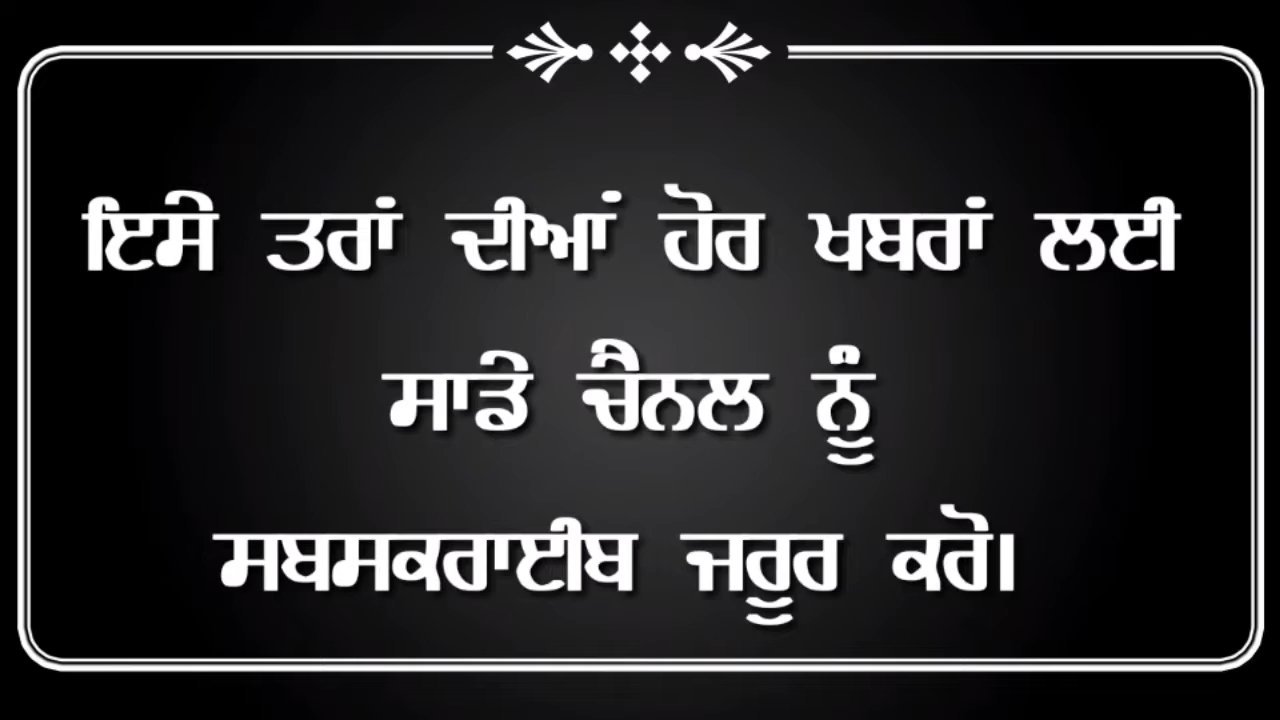 ਇਸੇ ਤਰਾਂ ਦੀਆਂ ਹੋਰ ਖਬਰਾਂ ਲਈ
ਸਾਡੇ ਚੈਨਲ ਨੂੰ
ਸਬਸਕਰਾਈਬ ਜਰੂਰ ਕਰੋ।